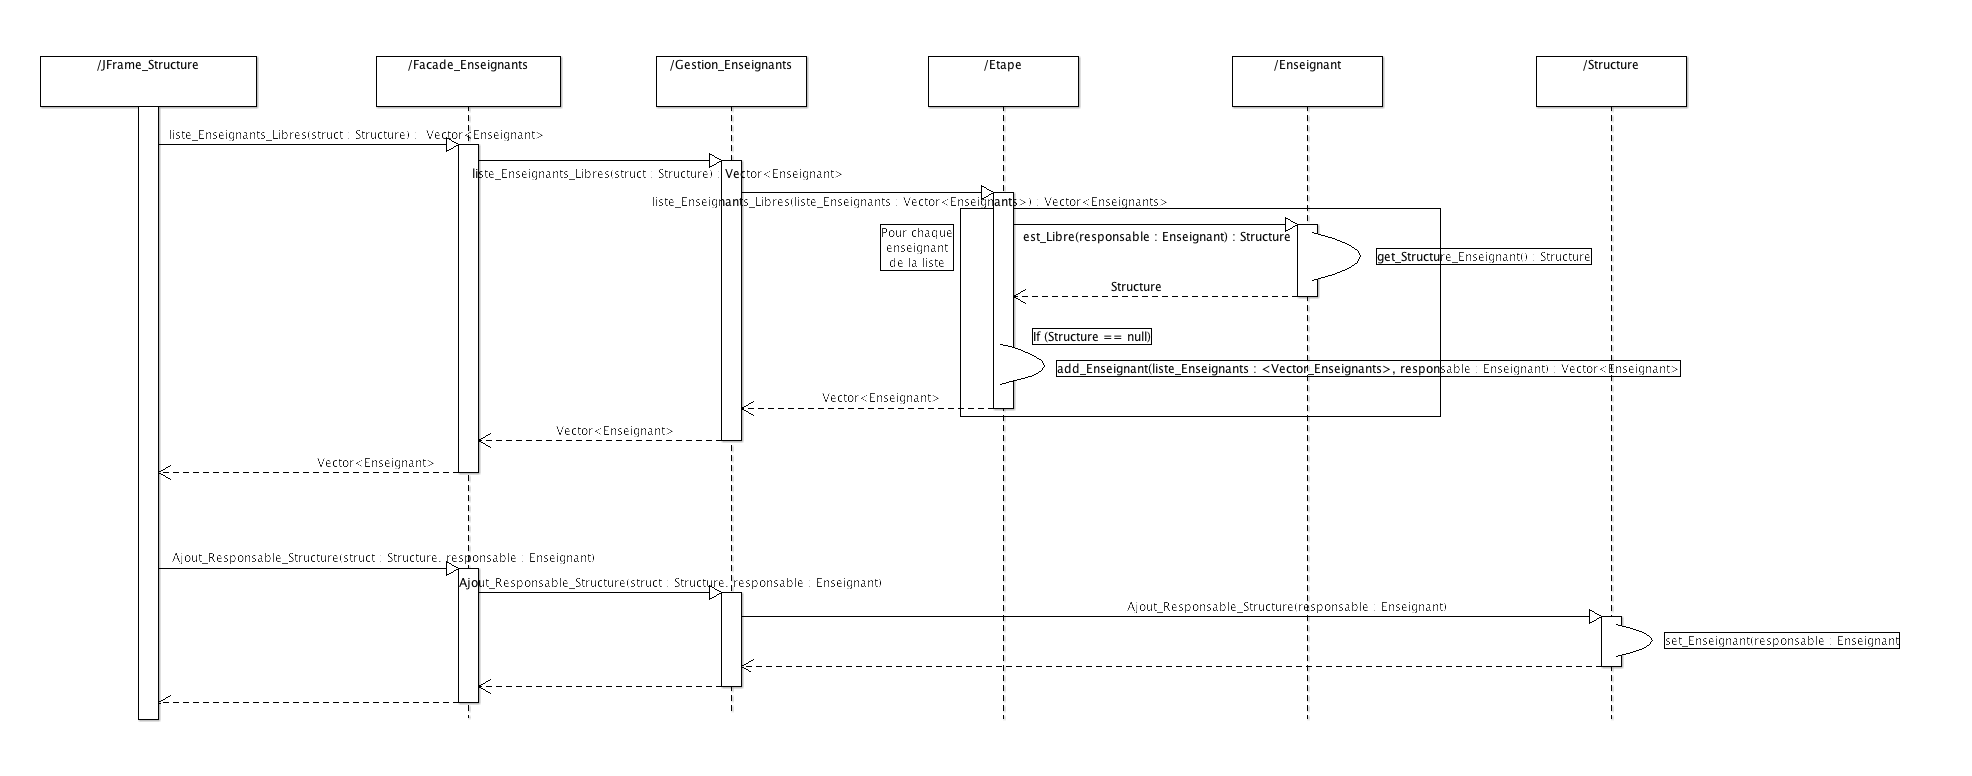 /JFrame_Structure
/Facade_Enseignants
/Gestion_Enseignants
/Etape
/Enseignant
/Structure
liste_Enseignants_Libres(struct : Structure) :  Vector<Enseignant>
liste_Enseignants_Libres(struct : Structure) : Vector<Enseignant>
liste_Enseignants_Libres(liste_Enseignants : Vector<Enseignants>) : Vector<Enseignants>
Pour chaque
enseignant
de la liste
est_Libre(responsable : Enseignant) : Structure
get_Structure_Enseignant() : Structure
Structure
If (Structure == null)
add_Enseignant(liste_Enseignants : <Vector_Enseignants>, responsable : Enseignant) : Vector<Enseignant>
Vector<Enseignant>
Vector<Enseignant>
Vector<Enseignant>
Ajout_Responsable_Structure(struct : Structure, responsable : Enseignant)
Ajout_Responsable_Structure(struct : Structure, responsable : Enseignant)
Ajout_Responsable_Structure(responsable : Enseignant)
set_Enseignant(responsable : Enseignant